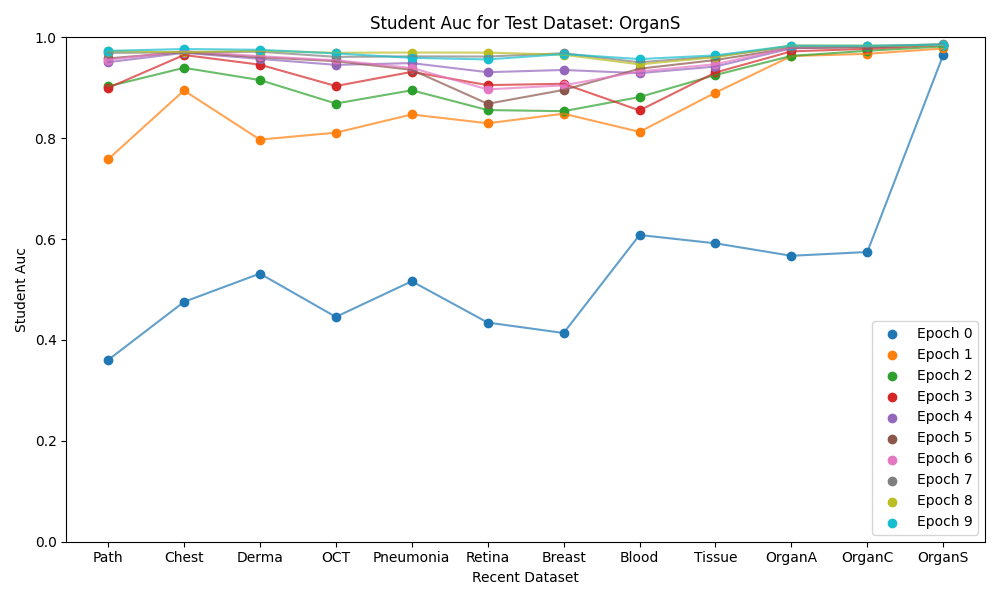 Student Auc for Test Dataset: OrganS
Student Auc
1.0
0.8
0.6
0.4
0.2
0.0
Path Chest Derma OCT Pneumonia Retina Breast Blood Tissue OrganA OrganC OrganS
Recent Dataset
Epoch 0
Epoch 1
Epoch 2
Epoch 3
Epoch 4
Epoch 5
Epoch 6
Epoch 7
Epoch 8
Epoch 9